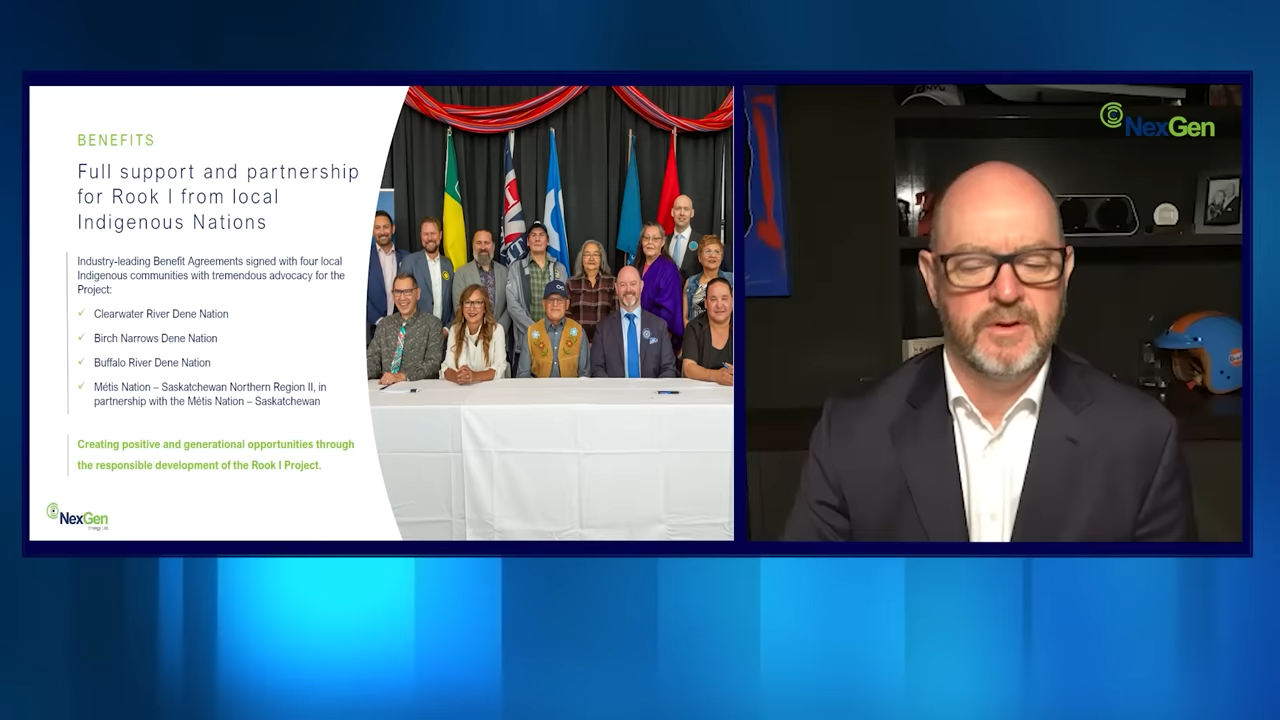 BENEFITS
Full support and partnership
for Rook I from local
Indigenous Nations
Industry-leading Benefit Agreements signed with four local
Indigenous communities with tremendous advocacy for the
Project:
✓ Clearwater River Dene Nation
✓ Birch Narrows Dene Nation
✓ Buffalo River Dene Nation
✓ Métis Nation – Saskatchewan Northern Region II, in
partnership with the Métis Nation – Saskatchewan
Creating positive and generational opportunities through
the responsible development of the Rook I Project.
NexGen
Energy Ltd.
NexGen